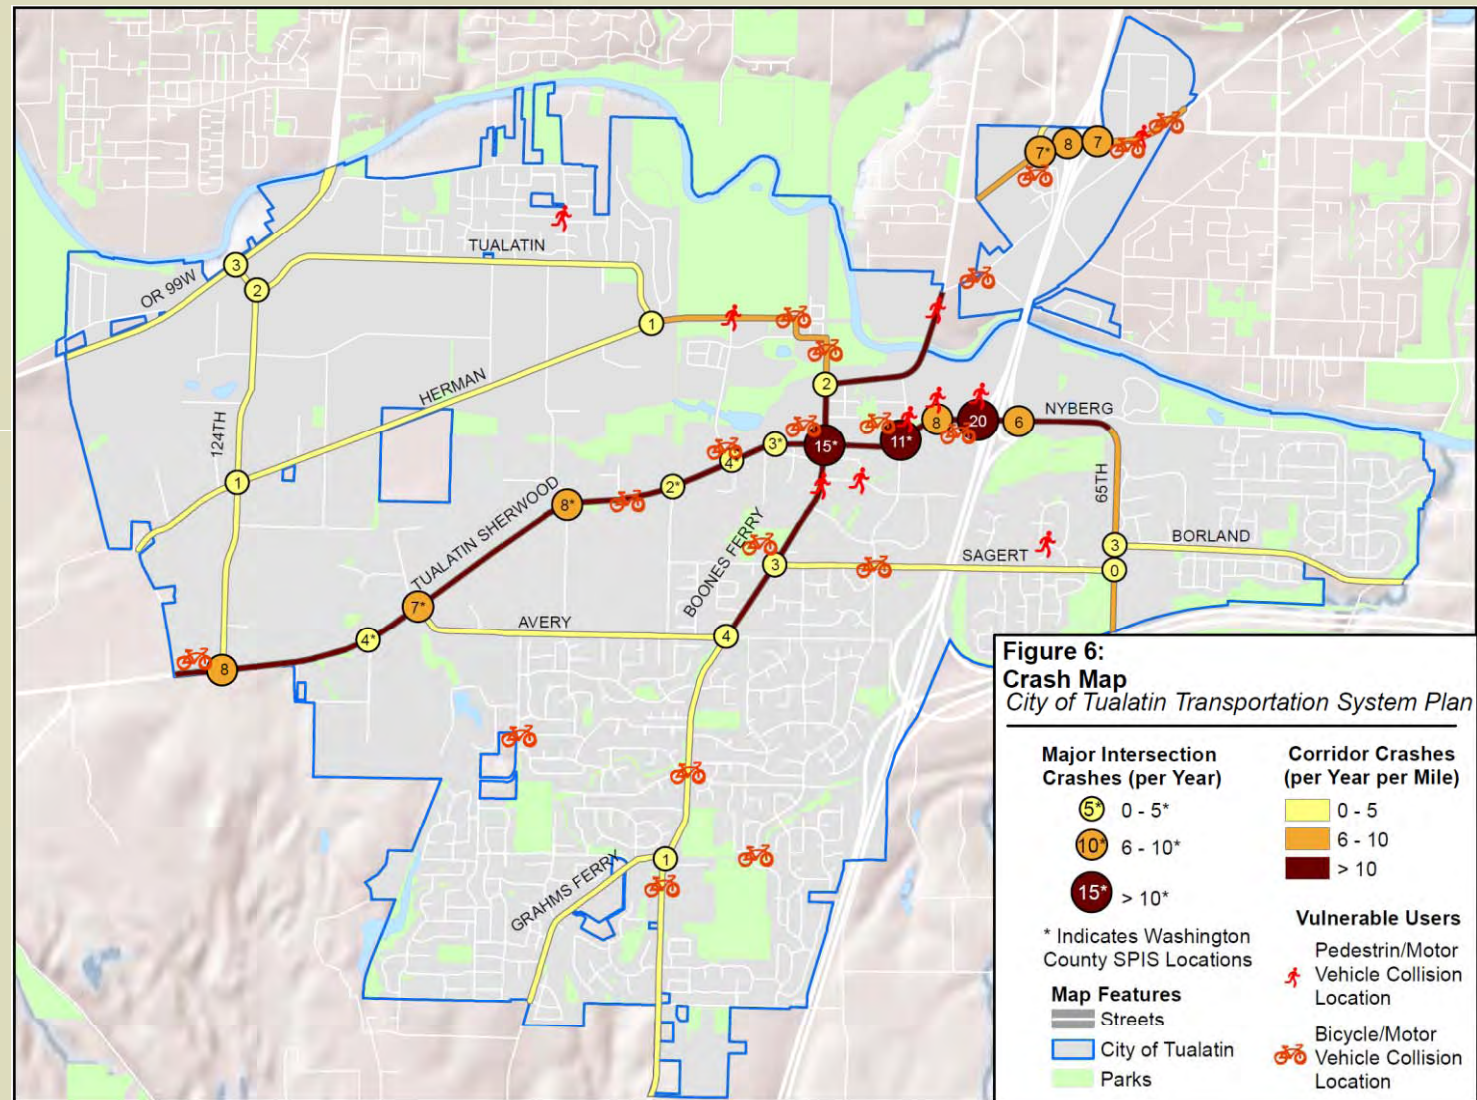 7*
8
7
TUALATIN
3
OR 99W
2
1
HERMAN
2
124TH
NYBERG
8
20
6
15*
11*
3*
4*
1
2*
65TH
8*
TUALATIN SHERWOOD
BOONES FERRY
SAGERT
3
BORLAND
3
0
7*
AVERY
4*
4
8
1
GRAHMS FERRY
Figure 6:
Crash Map
City of Tualatin Transportation System Plan
Major Intersection
Crashes (per Year)
5* 0 - 5*
10* 6 - 10*
15* > 10*
* Indicates Washington
County SPIS Locations
Map Features
Streets
City of Tualatin
Parks
Corridor Crashes
(per Year per Mile)
0 - 5
6 - 10
> 10
Vulnerable Users
Pedestrin/Motor
Vehicle Collision
Location
Bicycle/Motor
Vehicle Collision
Location